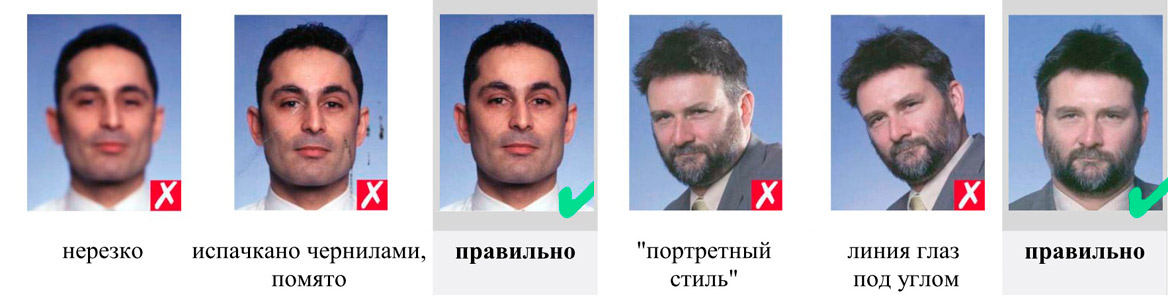 нерезко
испачкано чернилами,
помято
правильно
"портретный
стиль"
линия глаз
под углом
правильно